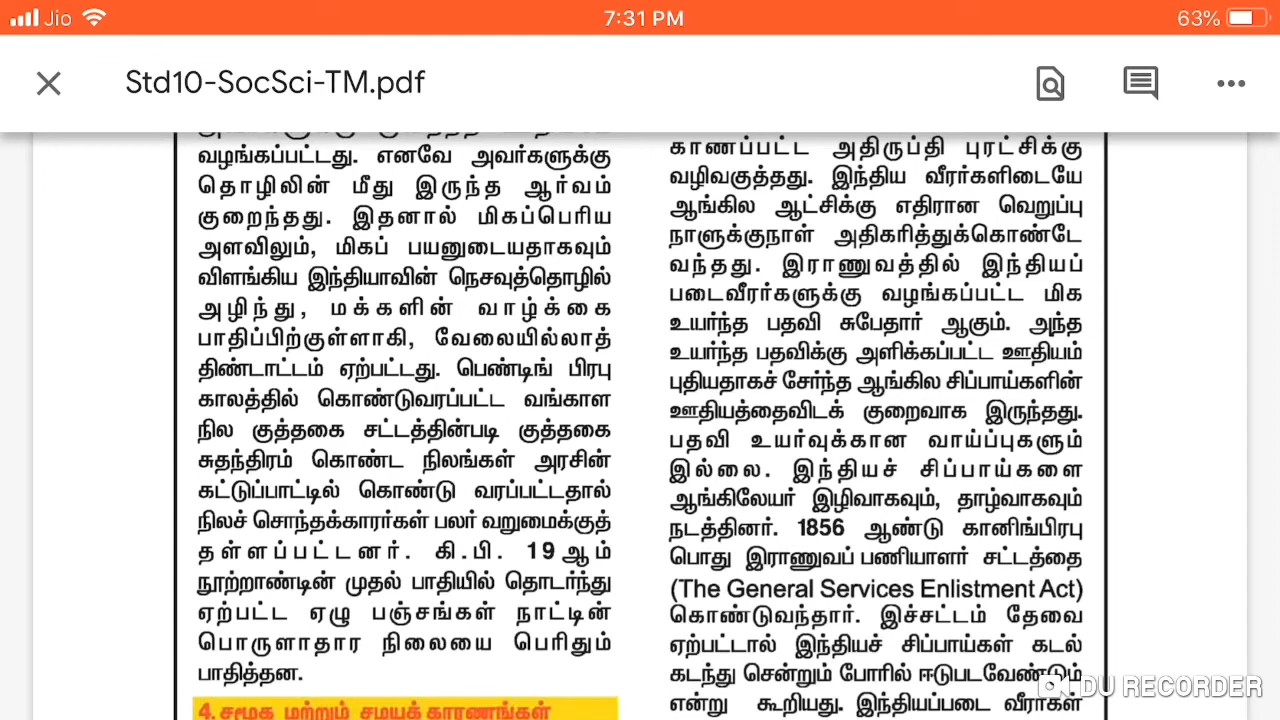 Jio
7:31 PM
63%
Std10-SocSci-TM.pdf
வழங்கப்பட்டது. எனவே அவர்களுக்கு
தொழிலின் மீது இருந்த ஆர்வம்
குறைந்தது. இதனால் மிகப்பெரிய
அளவிலும், மிகப் பயனுடையதாகவும்
விளங்கிய இந்தியாவின் நெசவுத்தொழில்
அழிந்து, மக்களின் வாழ்க்கை
பாதிப்பிற்குள்ளாகி, வேலையில்லாத்
திண்டாட்டம் ஏற்பட்டது. பெண்டிங் பிரபு
காலத்தில் கொண்டுவரப்பட்ட வங்காள
நில குத்தகை சட்டத்தின்படி குத்தகை
சுதந்திரம் கொண்ட நிலங்கள் அரசின்
கட்டுப்பாட்டில் கொண்டு வரப்பட்டதால்
நிலச் சொந்தக்காரர்கள் பலர் வறுமைக்குத்
தள்ளப்பட்டனர். கி.பி. 19ஆம்
நூற்றாண்டின் முதல் பாதியில் தொடர்ந்து
ஏற்பட்ட ஏழு பஞ்சங்கள் நாட்டின்
பொருளாதார நிலையை பெரிதும்
பாதித்தன.
4. சமூக மற்றும் சமயக் காரணங்கள்
காணப்பட்ட அதிருப்தி புரட்சிக்கு
வழிவகுத்தது. இந்திய வீரர்களிடையே
ஆங்கில ஆட்சிக்கு எதிரான வெறுப்பு
நாளுக்குநாள் அதிகரித்துக்கொண்டே
வந்தது. இராணுவத்தில் இந்தியப்
படைவீரர்களுக்கு வழங்கப்பட்ட மிக
உயர்ந்த பதவி சுபேதார் ஆகும். அந்த
உயர்ந்த பதவிக்கு அளிக்கப்பட்ட ஊதியம்
புதியதாகச் சேர்ந்த ஆங்கில சிப்பாய்களின்
ஊதியத்தைவிடக் குறைவாக இருந்தது.
பதவி உயர்வுக்கான வாய்ப்புகளும்
இல்லை. இந்தியச் சிப்பாய்களை
ஆங்கிலேயர் இழிவாகவும், தாழ்வாகவும்
நடத்தினர். 1856 ஆண்டு கானிங்பிரபு
பொது இராணுவப் பணியாளர் சட்டத்தை
(The General Services Enlistment Act)
கொண்டுவந்தார். இச்சட்டம் தேவை
ஏற்பட்டால் இந்தியச் சிப்பாய்கள் கடல்
கடந்து சென்றும் போரில் ஈடுபடவேண்டும்
என்று கூறியது. இந்தியப்படை வீரர்கள்
DU RECORDER